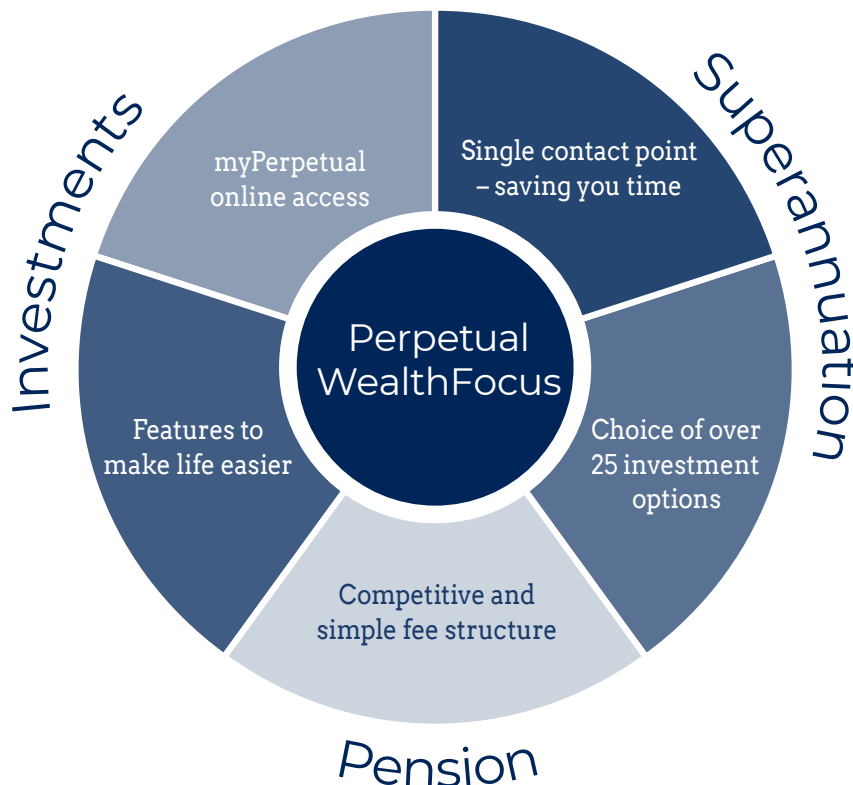 Investments
Superannuation
myPerpetual
online access
Single contact point
– saving you time
Perpetual
WealthFocus
Features to
make life easier
Choice of over
25 investment
options
Competitive and
simple fee structure
Pension